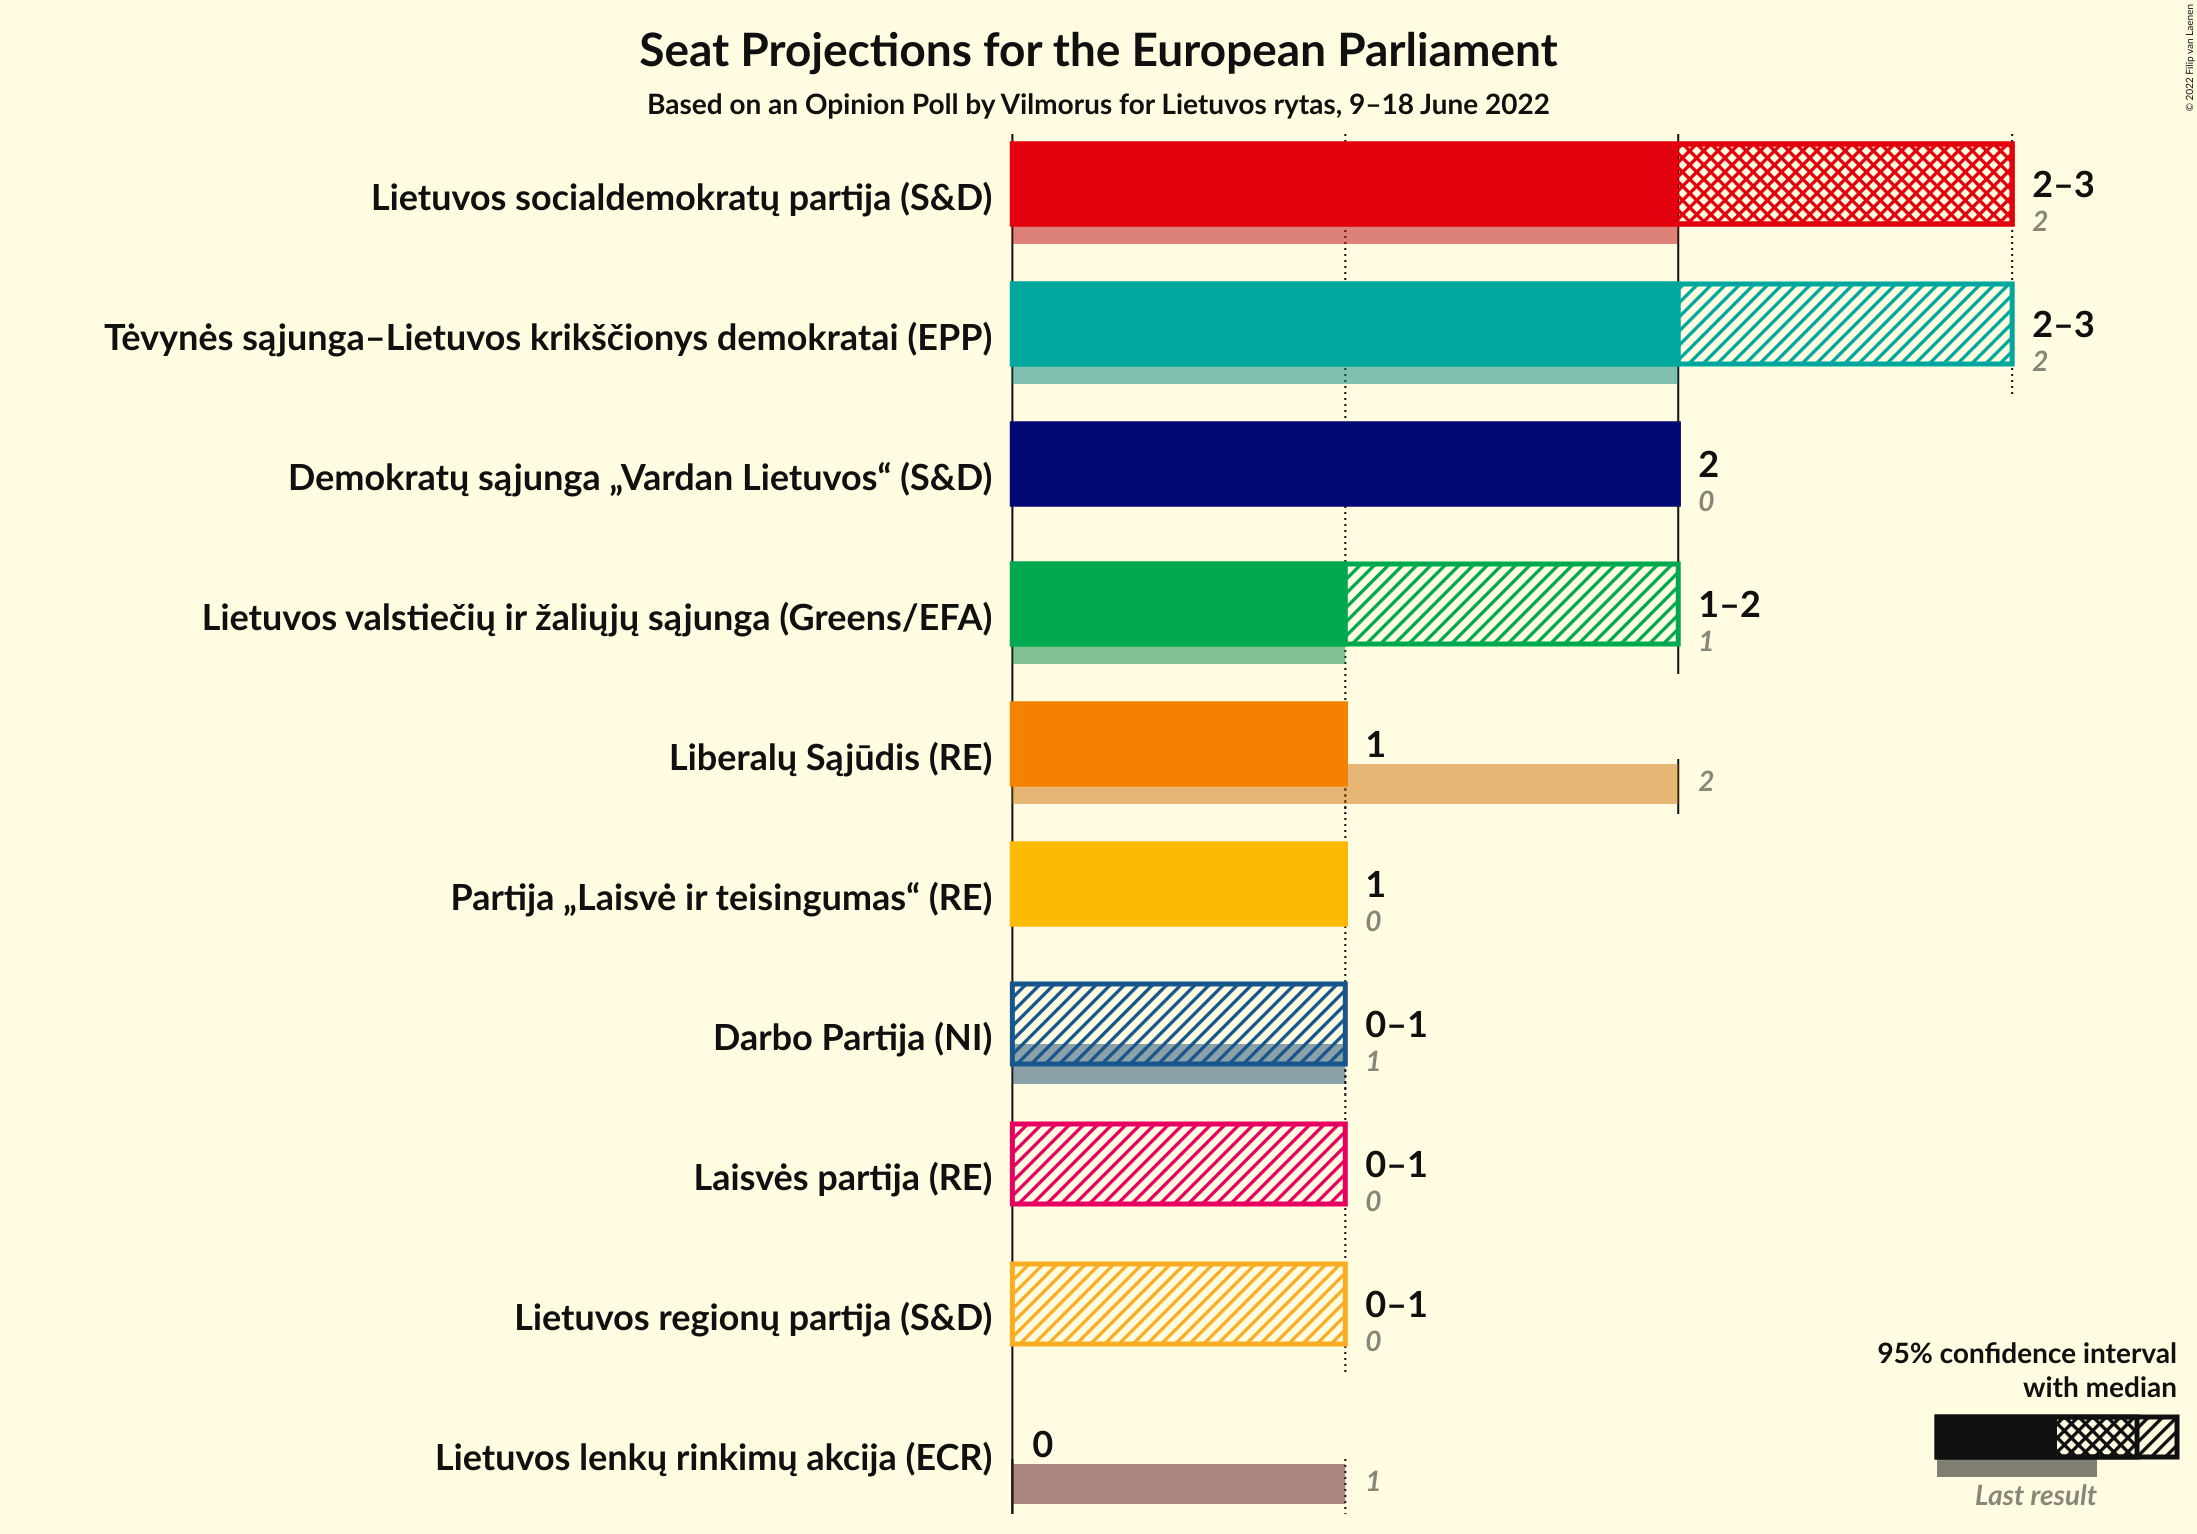 Seat Projections for the European Parliament
Based on an Opinion Poll by Vilmorus for Lietuvos rytas, 9–18 June 2022
© 2022 Filip van Laenen
Lietuvos socialdemokratų partija (S&D)
2–3
2
Tėvynės sąjunga–Lietuvos krikščionys demokratai (EPP)
2–3
2
Demokratų sąjunga „Vardan Lietuvos“ (S&D)
2
0
Lietuvos valstiečių ir žaliųjų sąjunga (Greens/EFA)
1–2
1
Liberalų Sąjūdis (RE)
1
2
Partija „Laisvė ir teisingumas“ (RE)
1
0
Darbo Partija (NI)
0–1
1
Laisvės partija (RE)
0–1
0
Lietuvos regionų partija (S&D)
0–1
0
Lietuvos lenkų rinkimų akcija (ECR)
0
1
95% confidence interval
with median
Last result